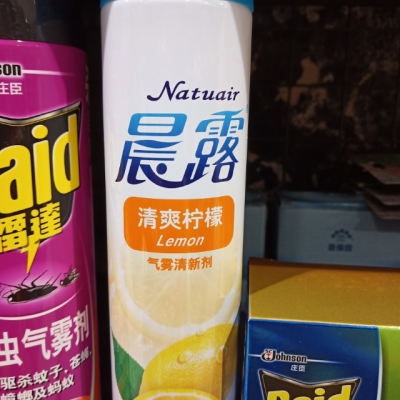 Johnson
庄臣
aid
雷達
虫气雾剂
驱杀蚊子、苍蝇、
蟑螂及蚂蚁
Natuair
晨露
清爽柠檬
Lemon
气雾清新剂
Johnson
庄臣
Raid